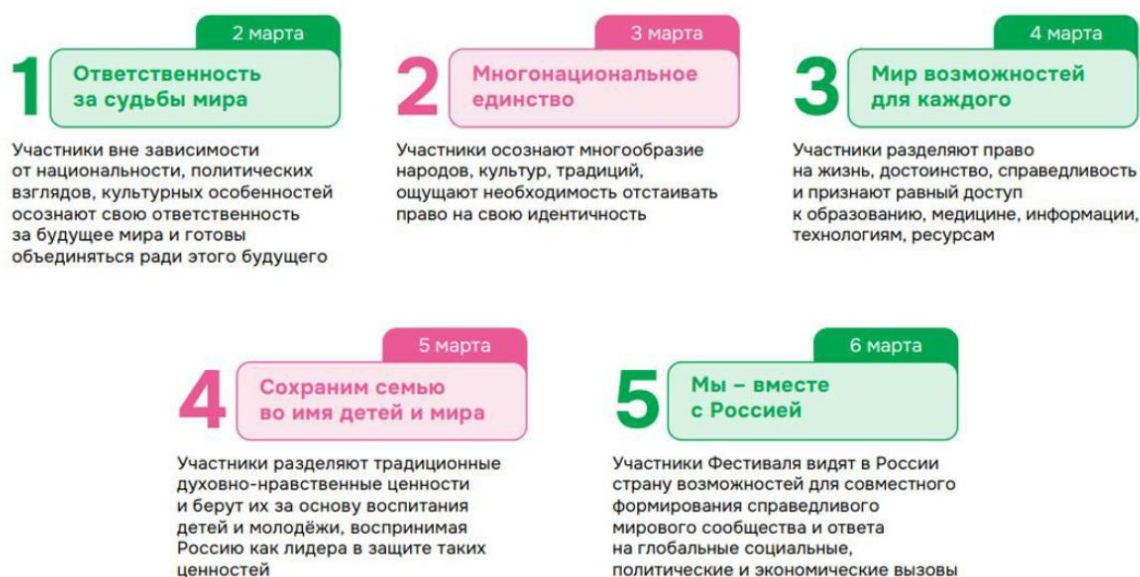 2 марта
1
Ответственность
за судьбы мира
Участники вне зависимости
от национальности, политических
взглядов, культурных особенностей
осознают свою ответственность
за будущее мира и готовы
объединяться ради этого будущего
3 марта
2
Многонациональное
единство
Участники осознают многообразие
народов, культур, традиций,
ощущают необходимость отстаивать
право на свою идентичность
4 марта
3
Мир возможностей
для каждого
Участники разделяют право
на жизнь, достоинство, справедливость
и признают равный доступ
к образованию, медицине, информации,
технологиям, ресурсам
5 марта
4
Сохраним семью
во имя детей и мира
Участники разделяют традиционные
духовно-нравственные ценности
и берут их за основу воспитания
детей и молодёжи, воспринимая
Россию как лидера в защите таких
ценностей
6 марта
5
Мы – вместе
с Россией
Участники Фестиваля видят в России
страну возможностей для совместного
формирования справедливого
мирового сообщества и ответа
на глобальные социальные,
политические и экономические вызовы